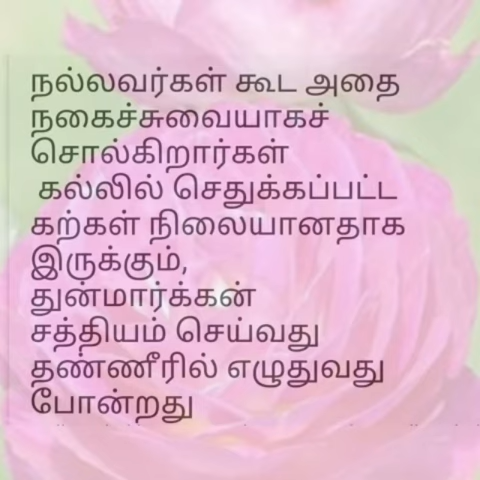 நல்லவர்கள் கூட அதை
நகைச்சுவையாகச்
சொல்கிறார்கள்
கல்லில் செதுக்கப்பட்ட
கற்கள் நிலையானதாக
இருக்கும்,
துன்மார்க்கன்
சத்தியம் செய்வது
தண்ணீரில் எழுதுவது
போன்றது